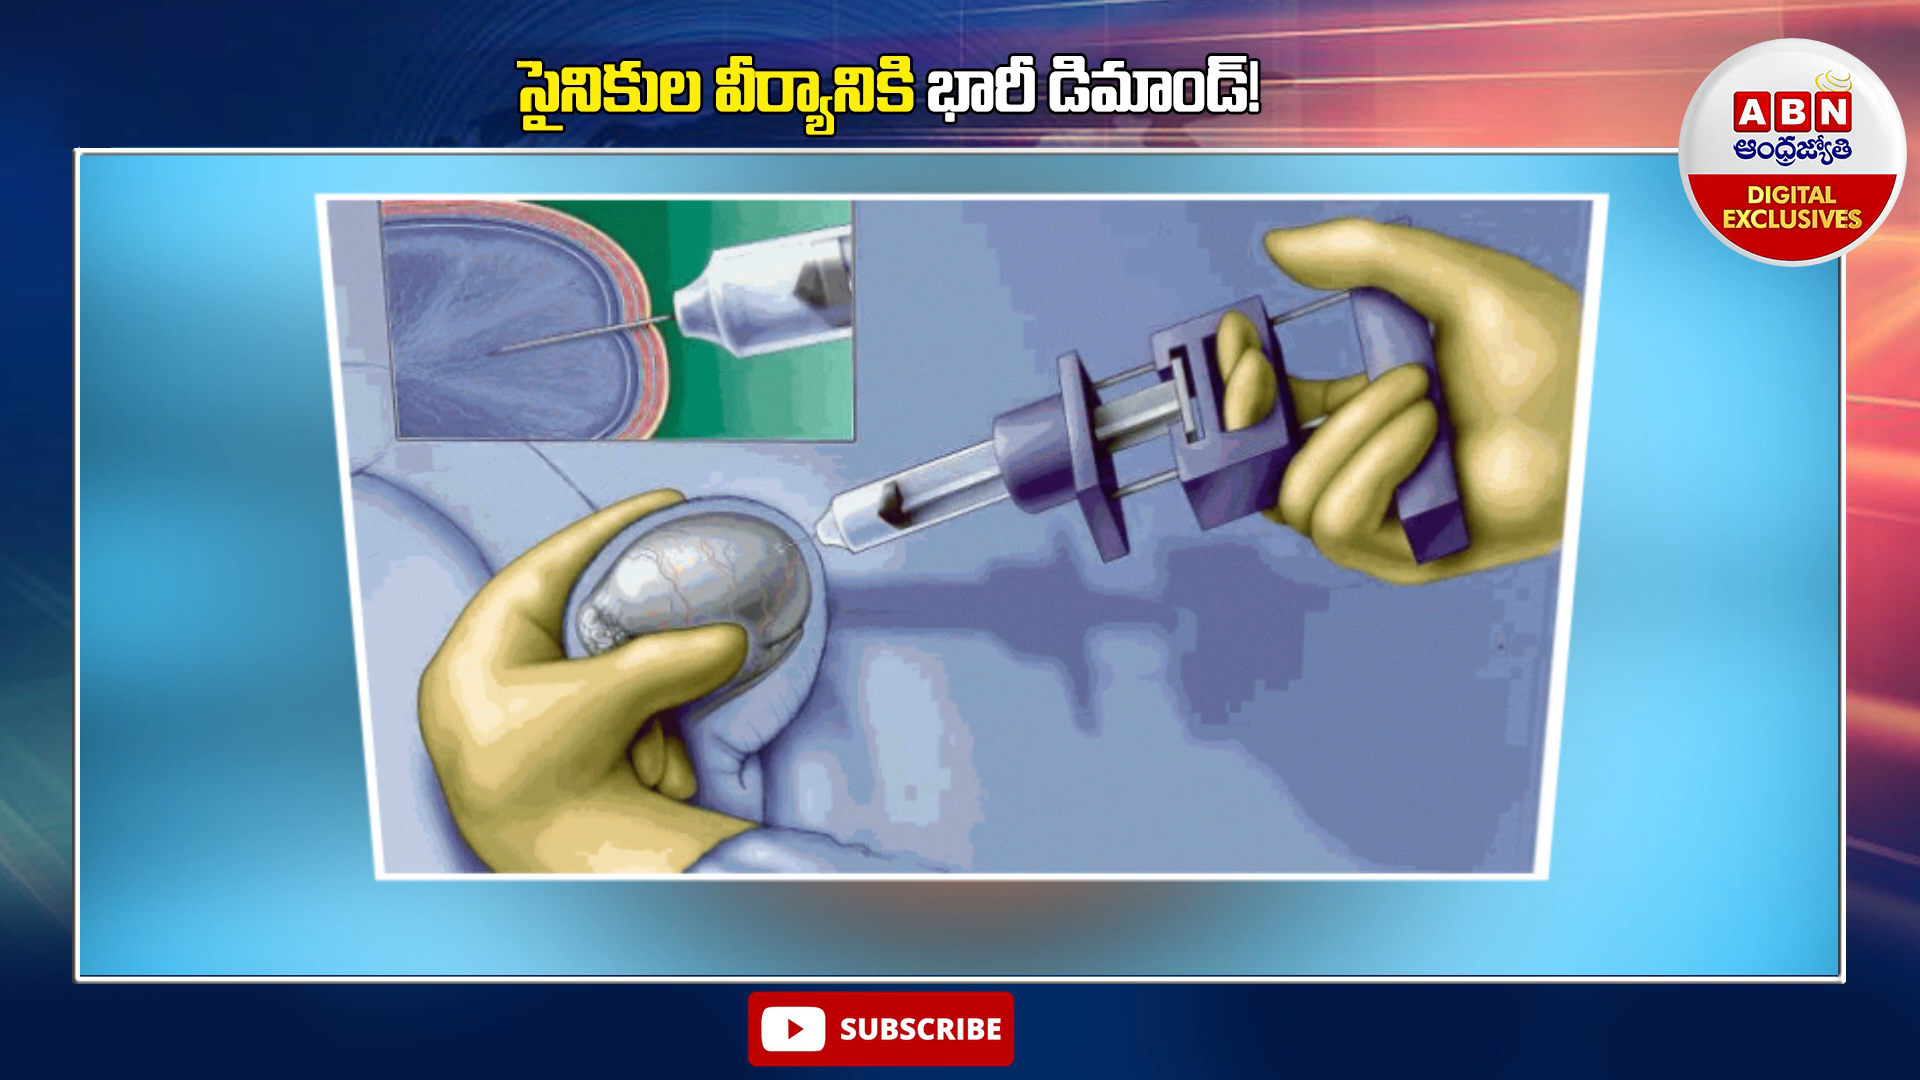 సైనికుల వీర్యానికి భారీ డిమాండ్!
ABN
ఆంధ్రజ్యోతి
DIGITAL
EXCLUSIVES
SUBSCRIBE